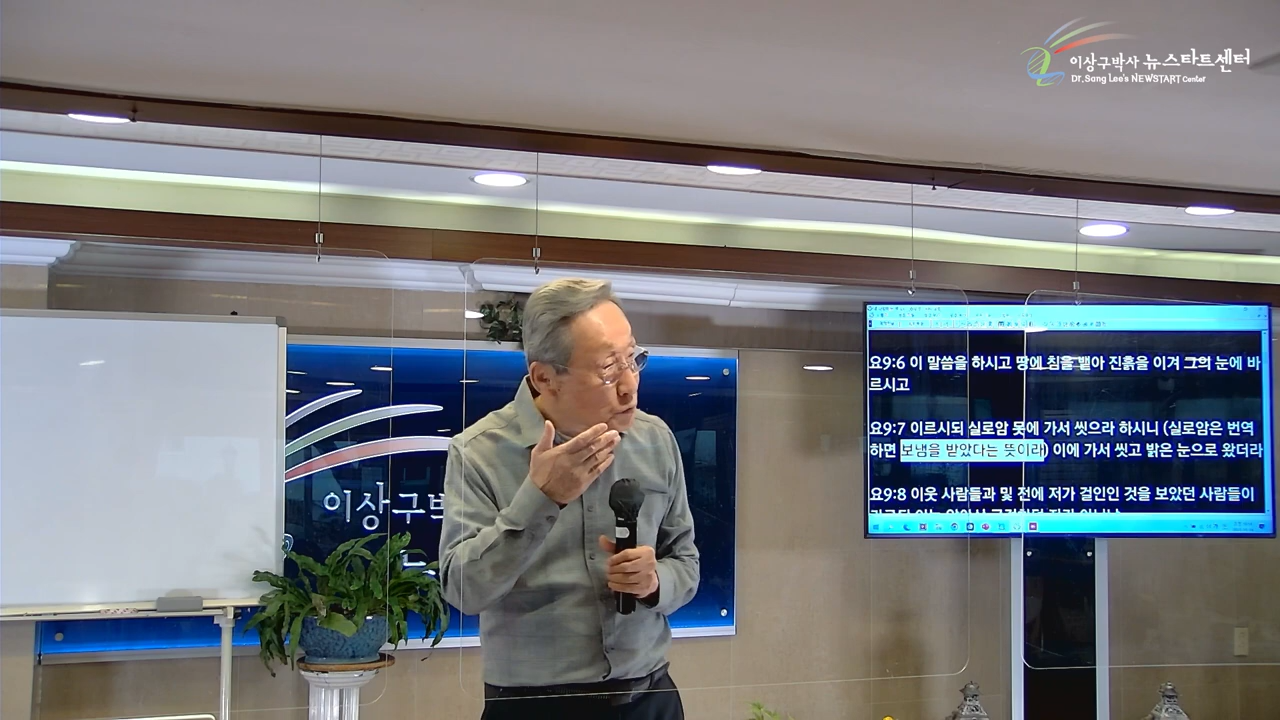 이상구박사 뉴스타트센터
Dr. Sang Lee's NEWSTART Center
요9:6 이 말씀을 하시고 땅에 침을 뱉아 진흙을 이겨 그의 눈에 바
르시고
요9:7 이르시되 실로암 못에 가서 씻으라 하시니 (실로암은 번역
하면 보냄을 받았다는 뜻이라) 이에 가서 씻고 밝은 눈으로 왔더라
요9:8 이웃 사람들과 및 전에 저가 걸인인 것을 보았던 사람들이
이상구